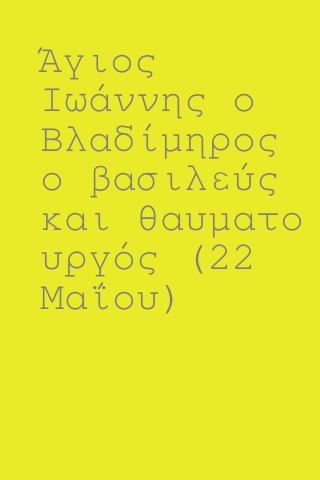 Άγιος
Ιωάννης ο
Βλαδίμηρος
ο βασιλεύς
και θαυματο
υργός (22
Μαΐου)